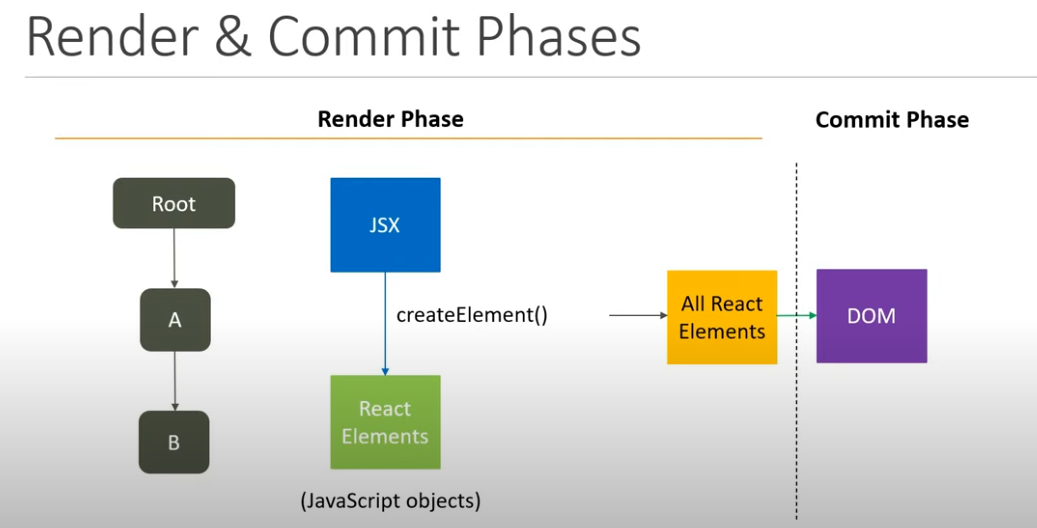 Render & Commit Phases
Render Phase
Commit Phase
Root
A
B
JSX
createElement()
React
Elements
(JavaScript objects)
All React
Elements
DOM